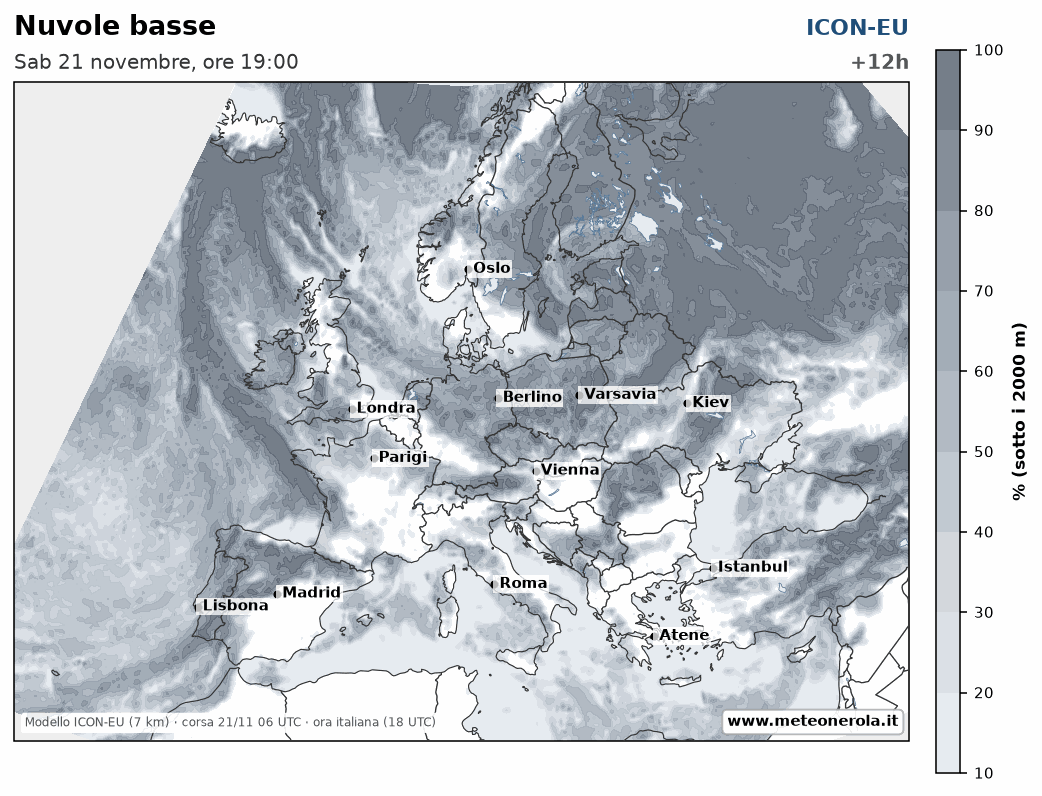 Nuvole basse
ICON-EU
Sab 21 novembre, ore 19:00
+12h
100
90
80
70
60
50
40
30
20
10
% (sotto i 2000 m)
Oslo
Berlino
Varsavia
Kiev
Londra
Parigi
Vienna
Istanbul
Roma
Madrid
Lisbona
Atene
Modello ICON-EU (7 km) · corsa 21/11 06 UTC · ora italiana (18 UTC)
www.meteonerola.it